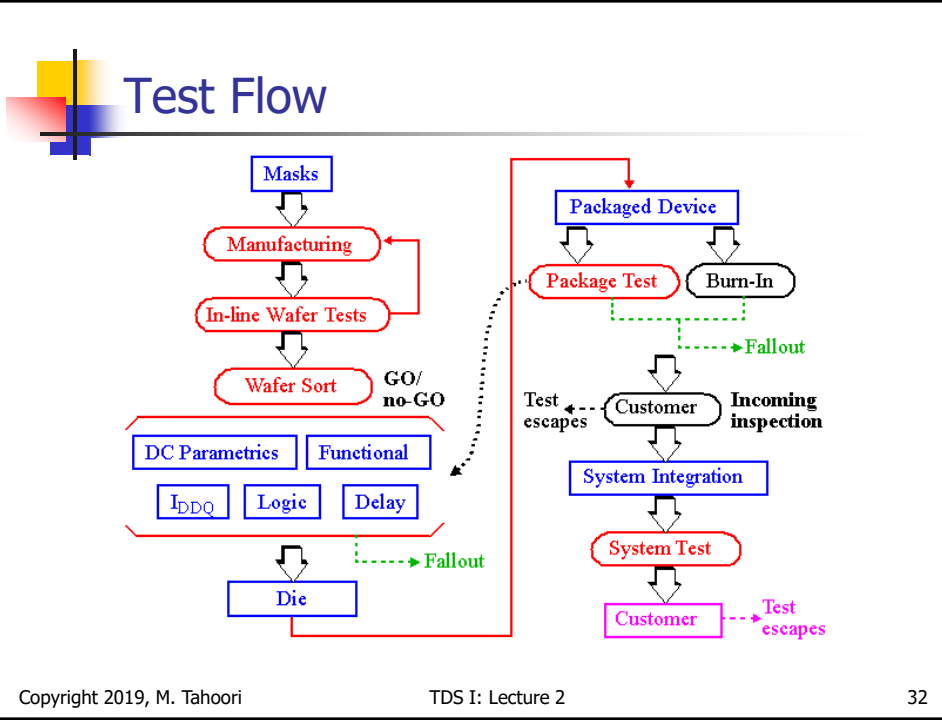 Test Flow
Masks
Manufacturing
In-line Wafer Tests
Wafer Sort
GO/
no-GO
DC Parametrics
Functional
IDDQ
Logic
Delay
Fallout
Die
Packaged Device
Package Test
Burn-In
Fallout
Test
escapes
Customer
Incoming
inspection
System Integration
System Test
Customer
Test
escapes
Copyright 2019, M. Tahoori
TDS I: Lecture 2
32